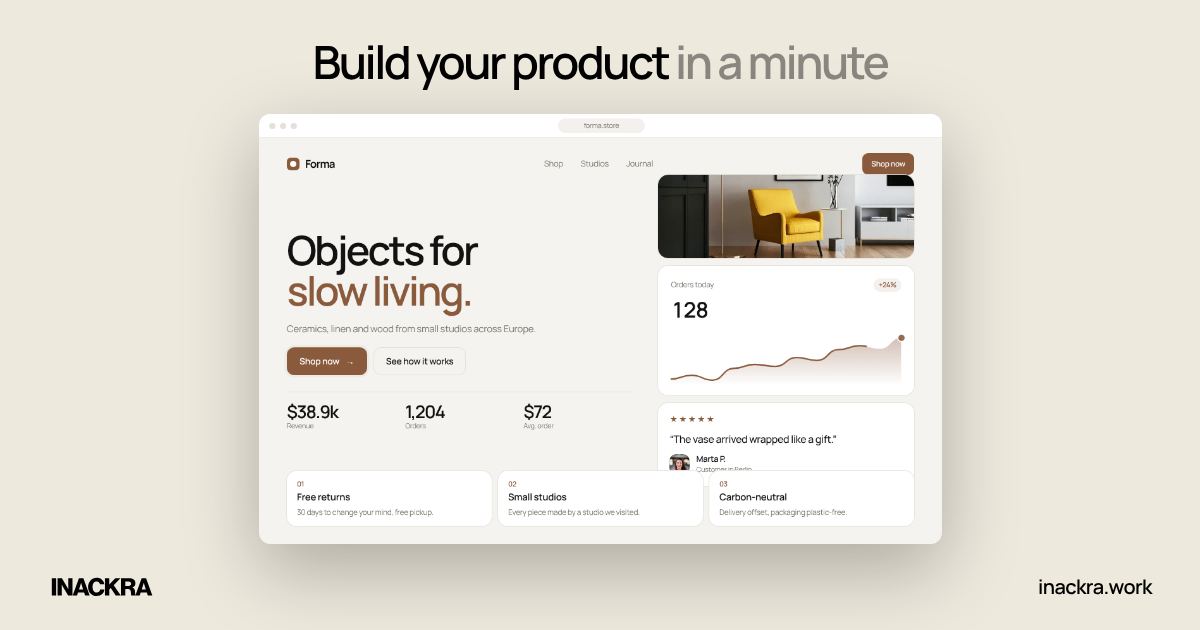 Build your product in a minute
forma.store
Forma
Shop Studios Journal
Shop now
Objects for
slow living.
Ceramics, linen and wood from small studios across Europe.
Shop now →
See how it works
$38.9k
Revenue
1,204
Orders
$72
Avg. order
Orders today
+24%
128
★★★★★
“The vase arrived wrapped like a gift.”
Marta P.
Customer in Berlin
01
Free returns
30 days to change your mind, free pickup.
02
Small studios
Every piece made by a studio we visited.
03
Carbon-neutral
Delivery offset, packaging plastic-free.
INACKRA
inackra.work